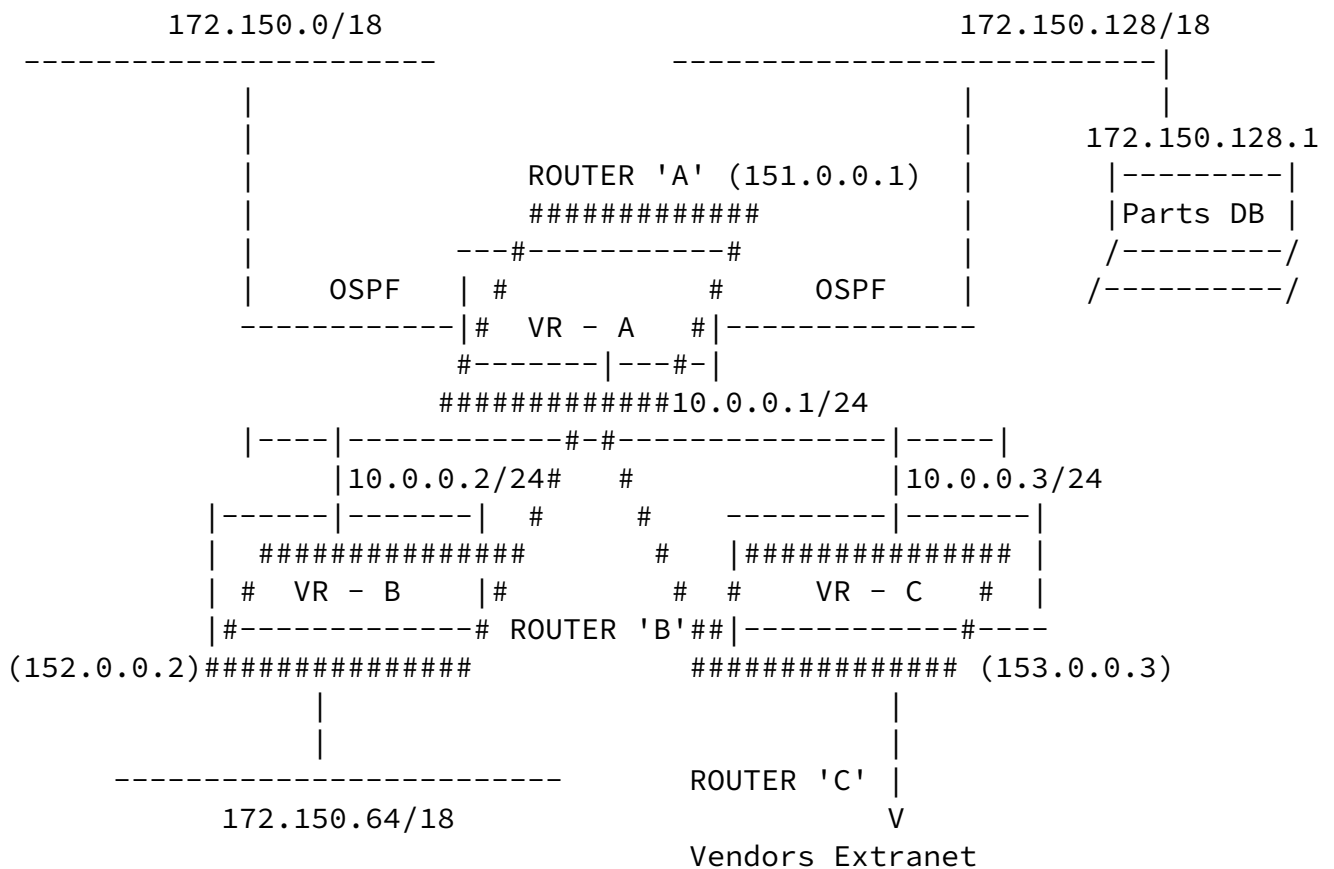 172.150.0/18 172.150.128/18
172.150.128.1
ROUTER 'A' (151.0.0.1)
Parts DB
OSPF OSPF
VR - A
10.0.0.1/24
10.0.0.2/24 10.0.0.3/24
VR - B VR - C
ROUTER 'B'
(152.0.0.2) (153.0.0.3)
ROUTER 'C'
172.150.64/18 V
Vendors Extranet